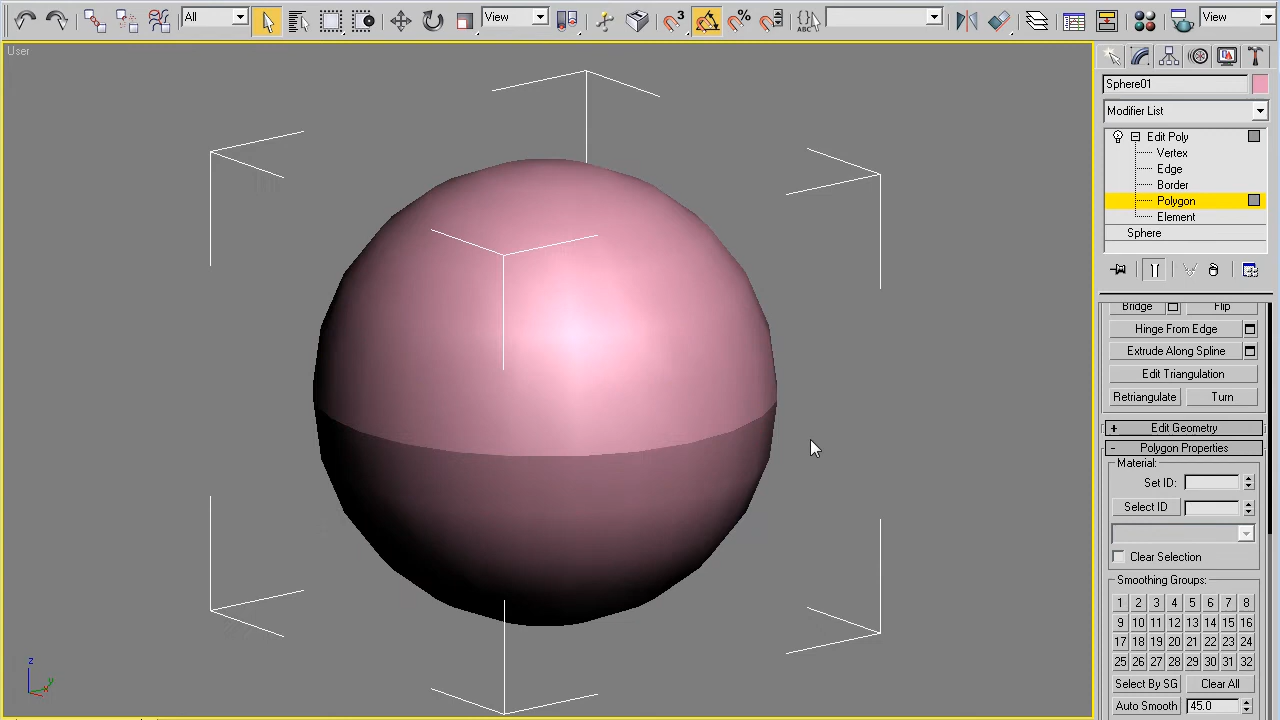 All
View
3
%
{}
ABC
View
User
Sphere01
Modifier List
Edit Poly
Vertex
Edge
Border
Polygon
Element
Sphere
Bridge Flip
Hinge From Edge
Extrude Along Spline
Edit Triangulation
Retriangulate Turn
+ Edit Geometry
- Polygon Properties
Material:
Set ID:
Select ID
Clear Selection
Smoothing Groups:
1 2 3 4 5 6 7 8
9 10 11 12 13 14 15 16
17 18 19 20 21 22 23 24
25 26 27 28 29 30 31 32
Select By SG Clear All
Auto Smooth 45.0
z
y
x